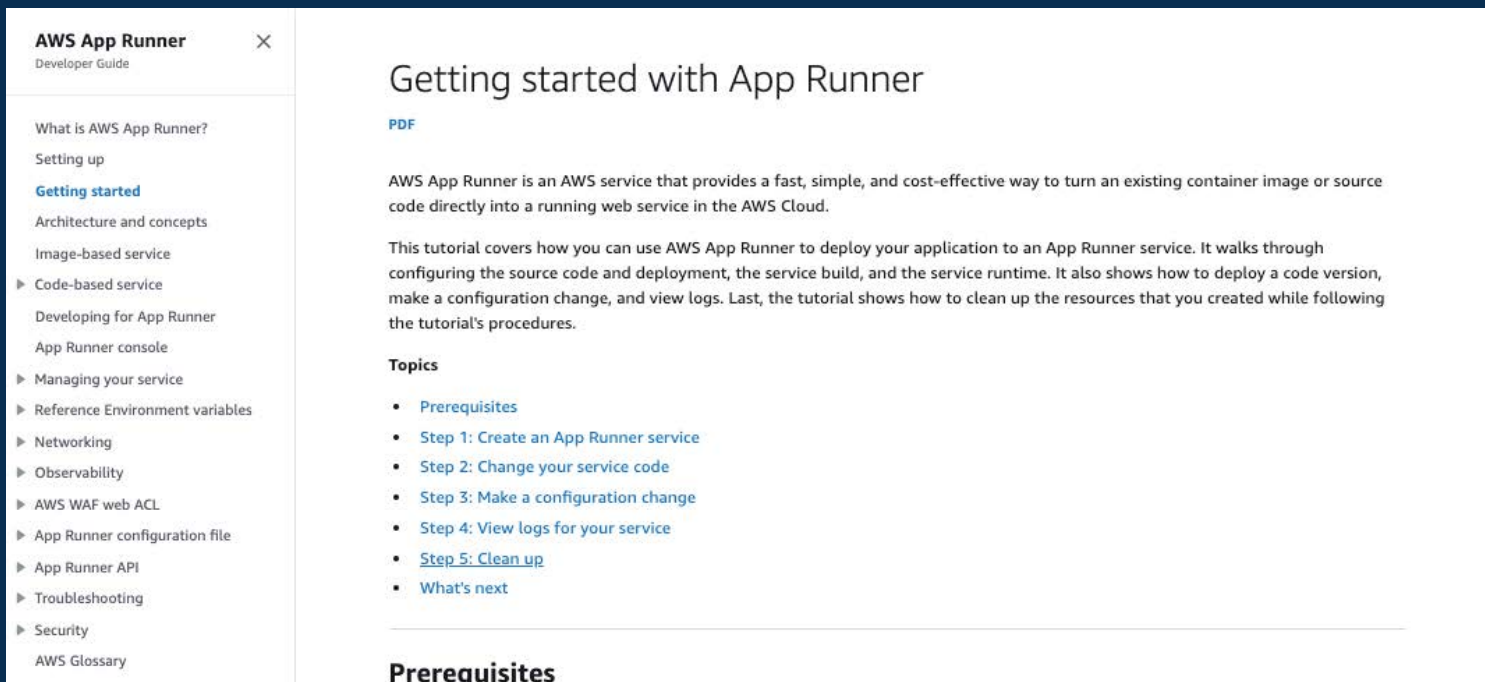 AWS App Runner
Developer Guide
What is AWS App Runner?
Setting up
Getting started
Architecture and concepts
Image-based service
Code-based service
Developing for App Runner
App Runner console
Managing your service
Reference Environment variables
Networking
Observability
AWS WAF web ACL
App Runner configuration file
App Runner API
Troubleshooting
Security
AWS Glossary
Getting started with App Runner
PDF
AWS App Runner is an AWS service that provides a fast, simple, and cost-effective way to turn an existing container image or source
code directly into a running web service in the AWS Cloud.
This tutorial covers how you can use AWS App Runner to deploy your application to an App Runner service. It walks through
configuring the source code and deployment, the service build, and the service runtime. It also shows how to deploy a code version,
make a configuration change, and view logs. Last, the tutorial shows how to clean up the resources that you created while following
the tutorial's procedures.
Topics
• Prerequisites
• Step 1: Create an App Runner service
• Step 2: Change your service code
• Step 3: Make a configuration change
• Step 4: View logs for your service
• Step 5: Clean up
• What's next
Prerequisites